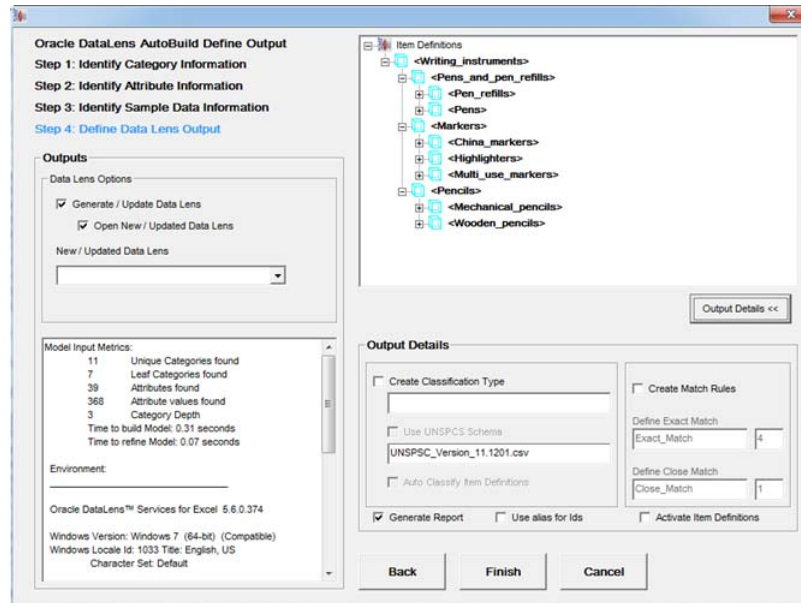 Oracle DataLens AutoBuild Define Output
Step 1: Identify Category Information
Step 2: Identify Attribute Information
Step 3: Identify Sample Data Information
Step 4: Define Data Lens Output
Outputs
Data Lens Options
Generate / Update Data Lens
Open New / Updated Data Lens
New / Updated Data Lens
Model Input Metrics:
11 Unique Categories found
7 Leaf Categories found
39 Attributes found
368 Attribute values found
3 Category Depth
Time to build Model: 0.31 seconds
Time to refine Model: 0.07 seconds
Environment:
Oracle DataLens™ Services for Excel 5.6.0.374
Windows Version: Windows 7 (64-bit) (Compatible)
Windows Locale Id: 1033 Title: English, US
Character Set: Default
Item Definitions
<Writing_instruments>
<Pens_and_pen_refills>
<Pen_refills>
<Pens>
<Markers>
<China_markers>
<Highlighters>
<Multi_use_markers>
<Pencils>
<Mechanical_pencils>
<Wooden_pencils>
Output Details <<
Output Details
Create Classification Type
Use UNSPCS Schema
UNSPSC_Version_11.1201.csv
Auto Classify Item Definitions
Create Match Rules
Define Exact Match
Exact_Match 4
Define Close Match
Close_Match 1
Generate Report Use alias for Ids Activate Item Definitions
Back Finish Cancel